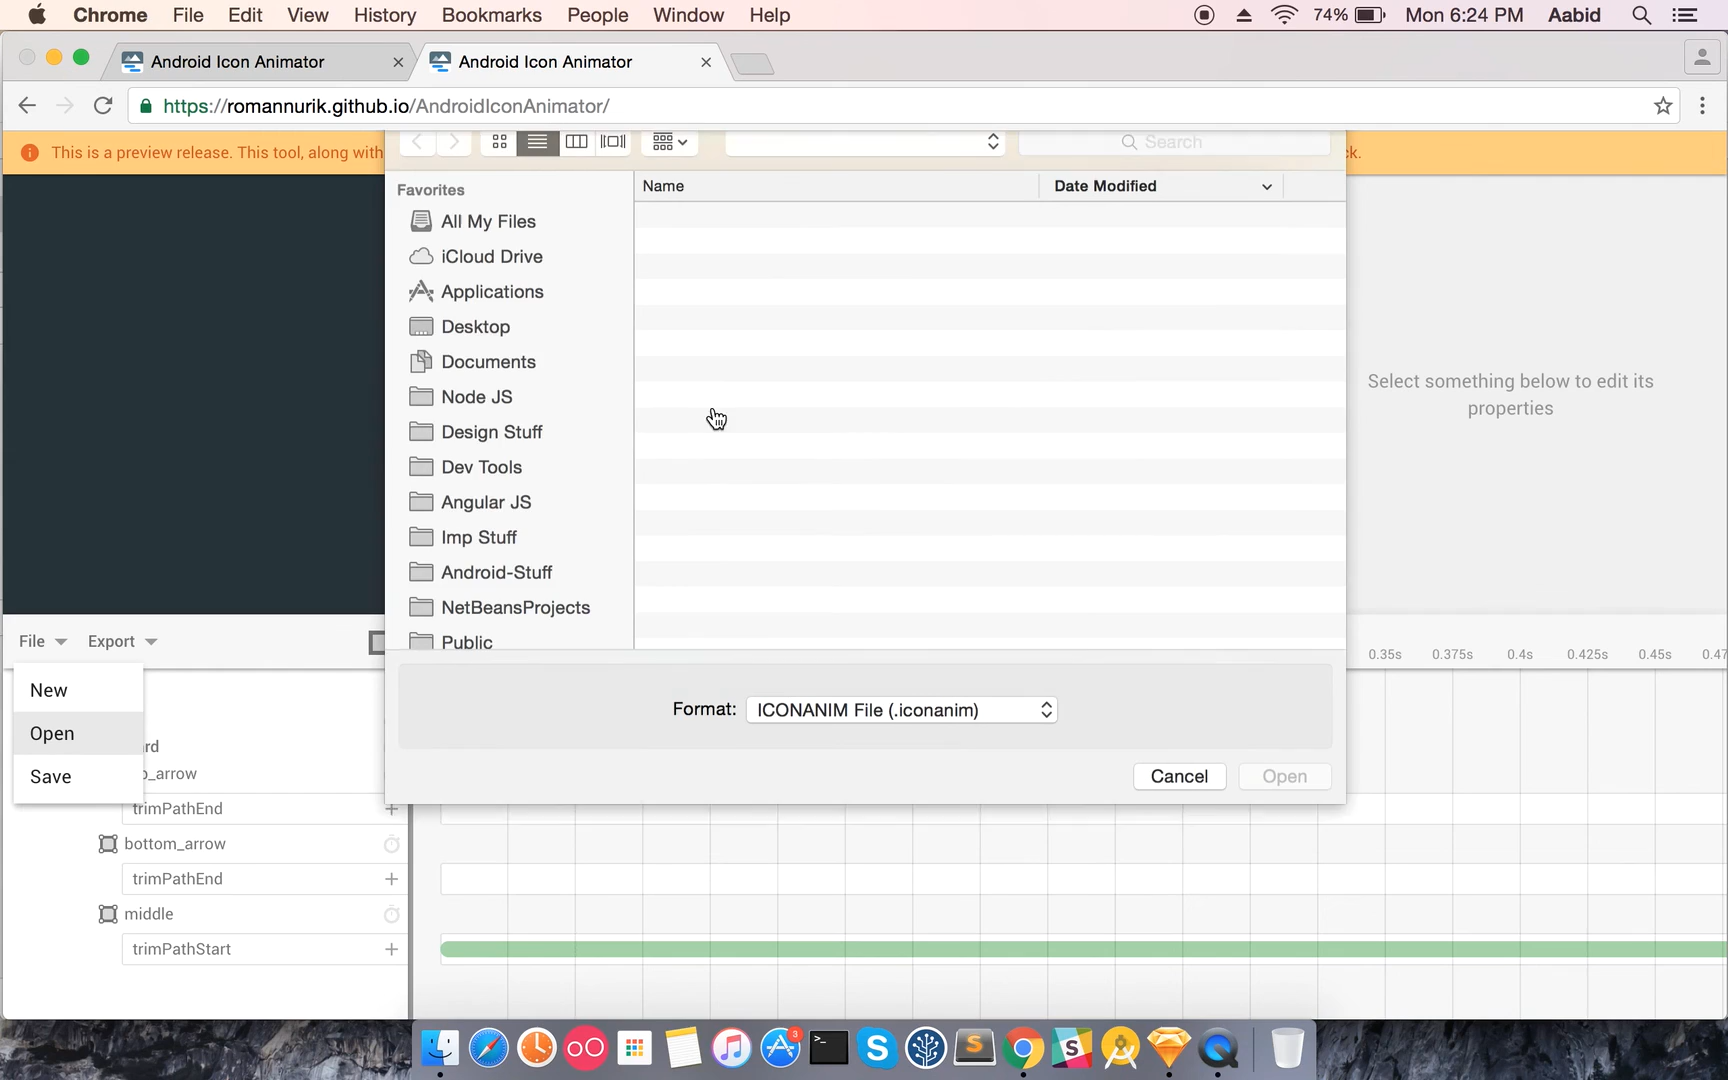 Chrome File Edit View History Bookmarks People Window Help 74% Mon 6:24 PM Aabid
Android Icon Animator Android Icon Animator
https://romannurik.github.io/AndroidIconAnimator/
This is a preview release. This tool, along with ck.
Search
Favorites
Name Date Modified
All My Files
iCloud Drive
Applications
Desktop
Documents
Node JS
Design Stuff
Dev Tools
Angular JS
Imp Stuff
Android-Stuff
NetBeansProjects
Public
Select something below to edit its
properties
File Export
0.35s 0.375s 0.4s 0.425s 0.45s 0.47
New
Open
Save
Format: ICONANIM File (.iconanim)
Cancel Open
rd
p_arrow
trimPathEnd
bottom_arrow
trimPathEnd
middle
trimPathStart
3